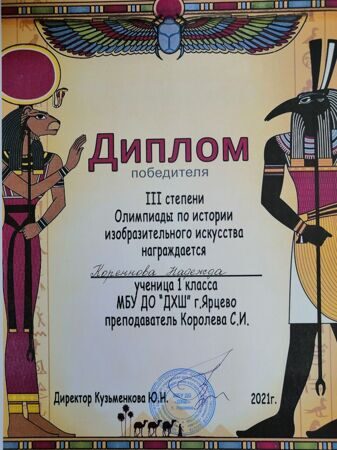 Диплом
победителя
III степени
Олимпиады по истории
изобразительного искусства
награждается
Кореннова Надежда
ученица 1 класса
МБУ ДО "ДХШ" г.Ярцево
преподаватель Королева С.И.
Директор Кузьменкова Ю.Н. 2021г.